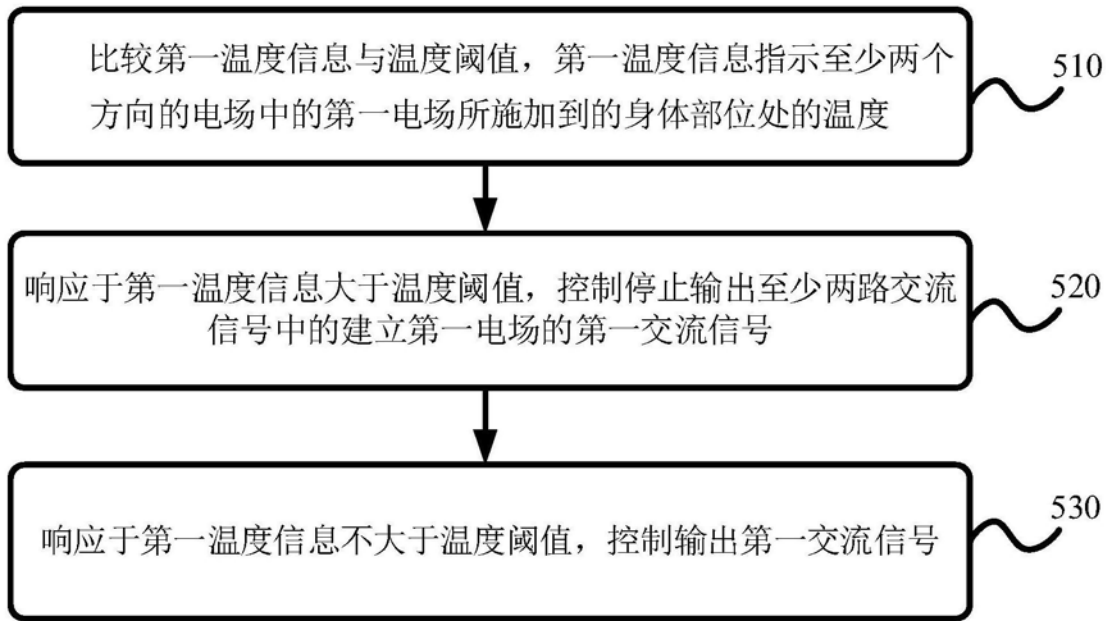 比较第一温度信息与温度阈值，第一温度信息指示至少两个
方向的电场中的第一电场所施加到的身体部位处的温度
510
响应于第一温度信息大于温度阈值，控制停止输出至少两路交流
信号中的建立第一电场的第一交流信号
520
响应于第一温度信息不大于温度阈值，控制输出第一交流信号
530